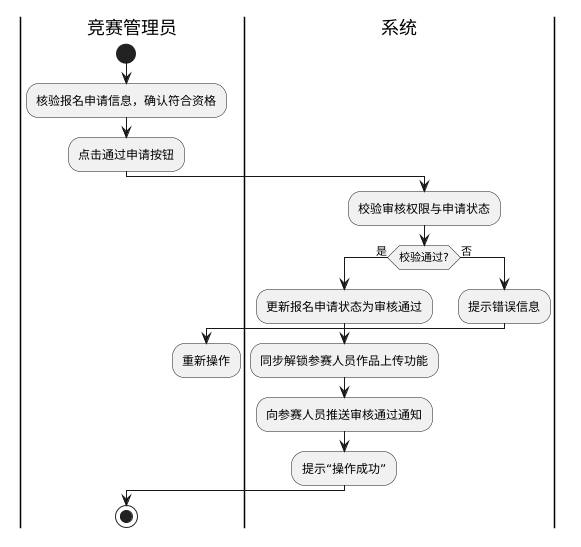 竞赛管理员
系统
核验报名申请信息，确认符合资格
点击通过申请按钮
校验审核权限与申请状态
是
校验通过?
否
更新报名申请状态为审核通过
提示错误信息
重新操作
同步解锁参赛人员作品上传功能
向参赛人员推送审核通过通知
提示“操作成功”